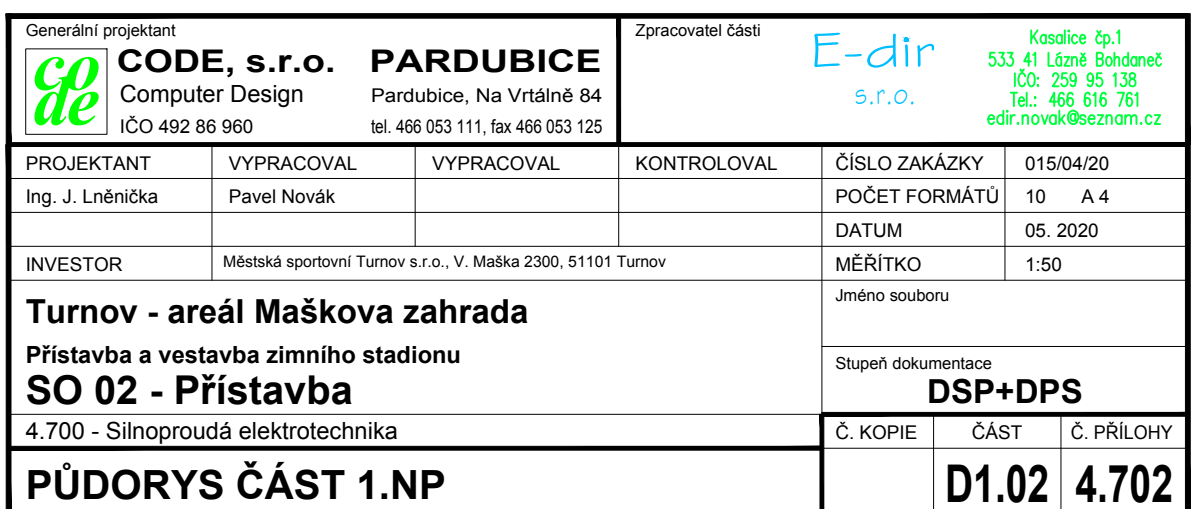 Generální projektant
code
CODE, s.r.o. PARDUBICE
Computer Design Pardubice, Na Vrtálně 84
IČO 492 86 960 tel. 466 053 111, fax 466 053 125
Zpracovatel části
E-dir
s.r.o.
Kasalice čp.1
533 41 Lázně Bohdaneč
IČO: 259 95 138
Tel.: 466 616 761
edir.novak@seznam.cz
PROJEKTANT VYPRACOVAL VYPRACOVAL KONTROLOVAL ČÍSLO ZAKÁZKY 015/04/20
Ing. J. Lněnička Pavel Novák POČET FORMÁTŮ 10 A 4
DATUM 05. 2020
INVESTOR Městská sportovní Turnov s.r.o., V. Maška 2300, 51101 Turnov MĚŘÍTKO 1:50
Turnov - areál Maškova zahrada
Přístavba a vestavba zimního stadionu
SO 02 - Přístavba
Jméno souboru
Stupeň dokumentace
DSP+DPS
4.700 - Silnoproudá elektrotechnika Č. KOPIE ČÁST Č. PŘÍLOHY
PŮDORYS ČÁST 1.NP D1.02 4.702